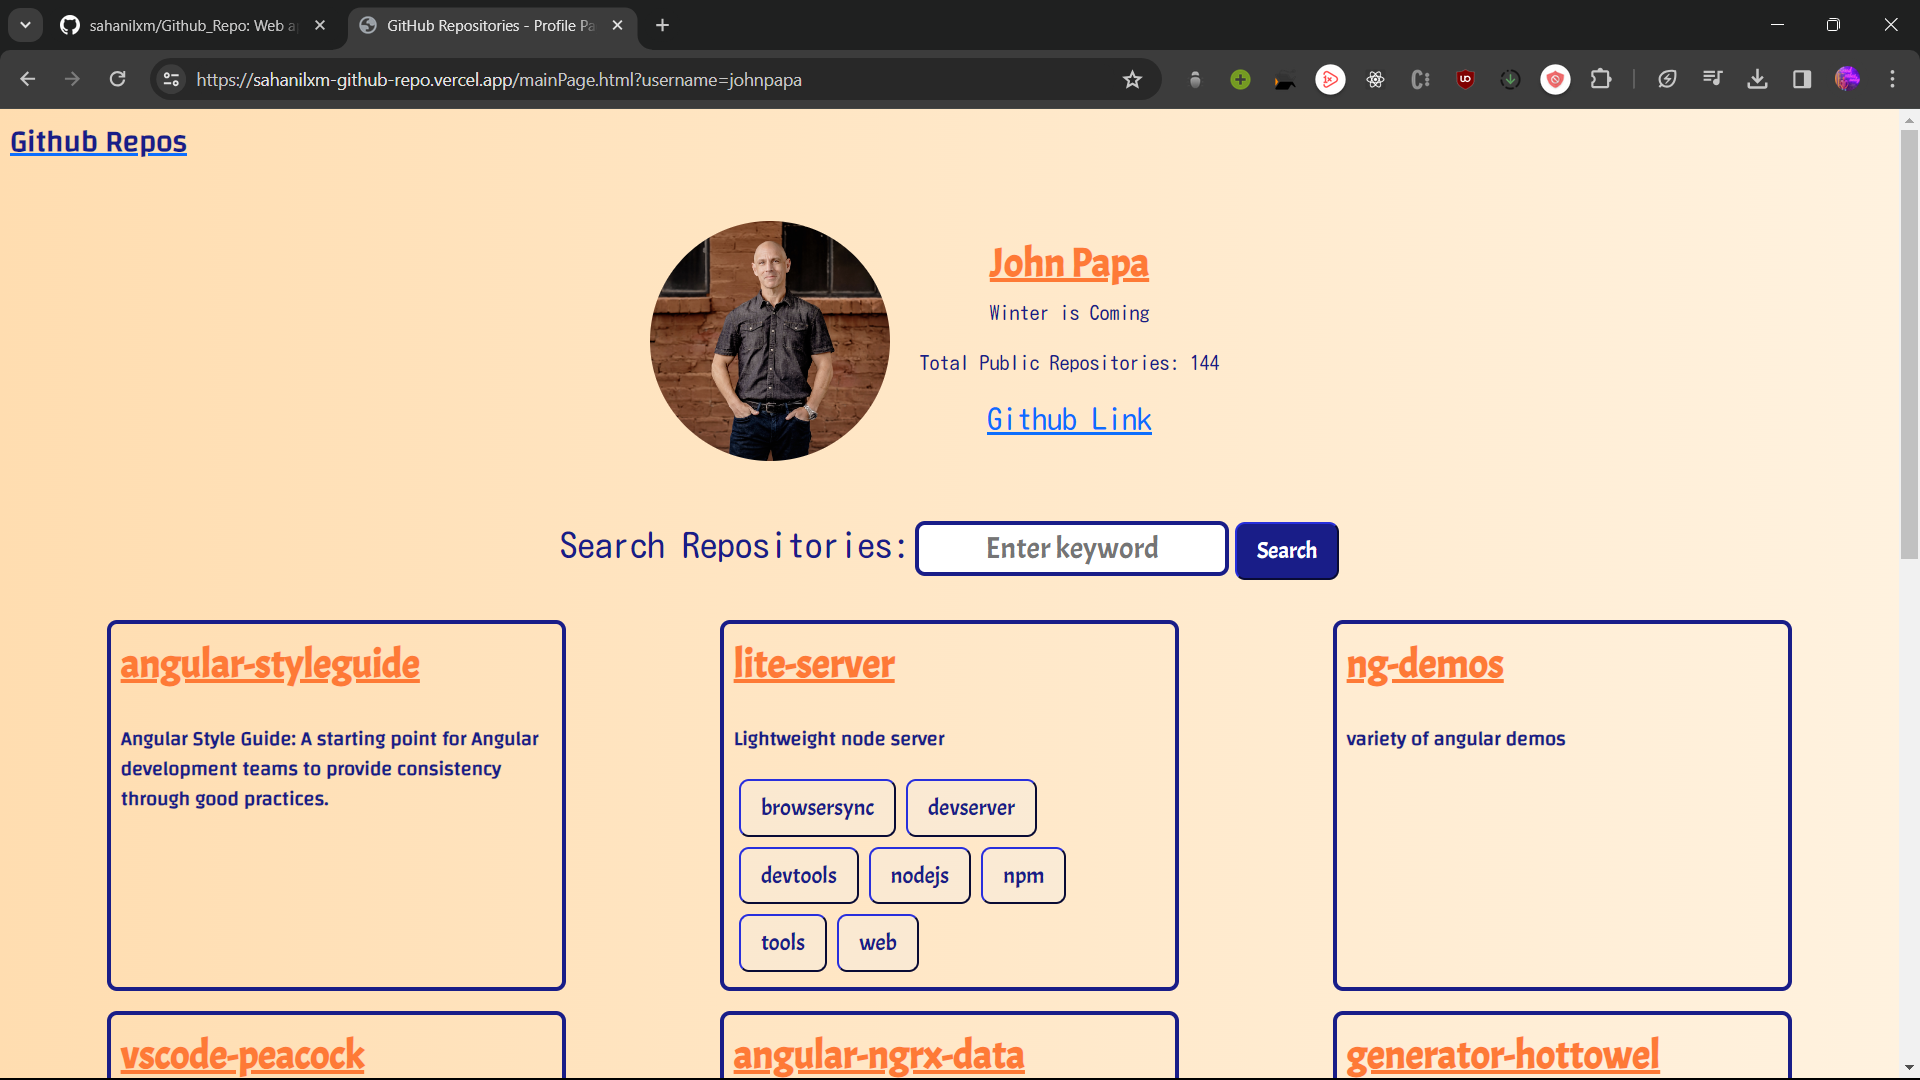 sahanilxm/Github_Repo: Web a
GitHub Repositories - Profile Pa
https://sahanilxm-github-repo.vercel.app/mainPage.html?username=johnpapa
Github Repos
John Papa
Winter is Coming
Total Public Repositories: 144
Github Link
Search Repositories:
Enter keyword
Search
angular-styleguide
Angular Style Guide: A starting point for Angular
development teams to provide consistency
through good practices.
lite-server
Lightweight node server
browsersync
devserver
devtools
nodejs
npm
tools
web
ng-demos
variety of angular demos
vscode-peacock
angular-ngrx-data
generator-hottowel